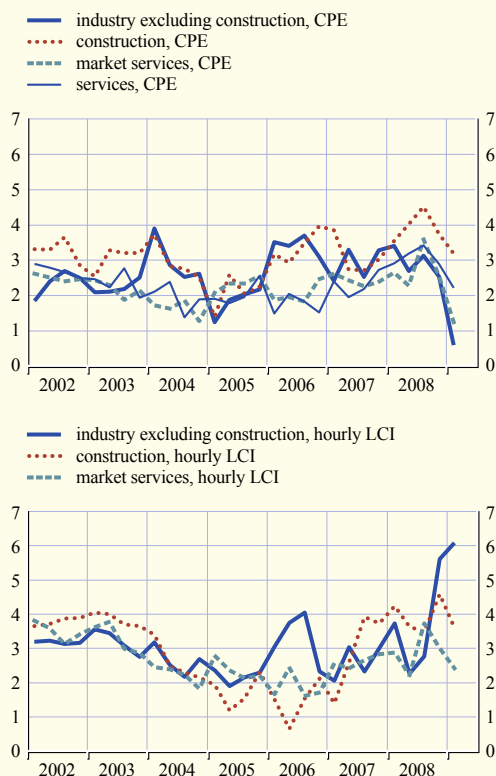 industry excluding construction, CPE
construction, CPE
market services, CPE
services, CPE
7 7
6 6
5 5
4 4
3 3
2 2
1 1
0 0
2002 2003 2004 2005 2006 2007 2008
industry excluding construction, hourly LCI
construction, hourly LCI
market services, hourly LCI
7 7
6 6
5 5
4 4
3 3
2 2
1 1
0 0
2002 2003 2004 2005 2006 2007 2008